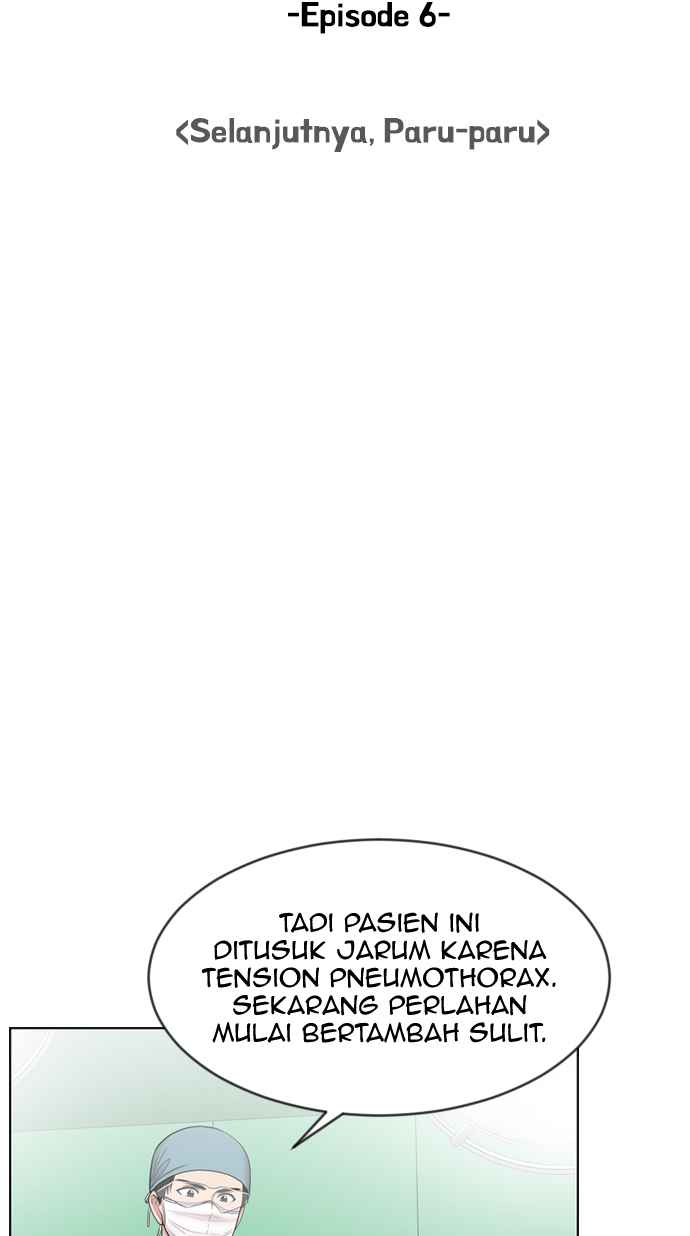 -Episode 6-
<Selanjutnya, Paru-paru>
TADI PASIEN INI
DITUSUK JARUM KARENA
TENSION PNEUMOTHORAX.
SEKARANG PERLAHAN
MULAI BERTAMBAH SULIT.